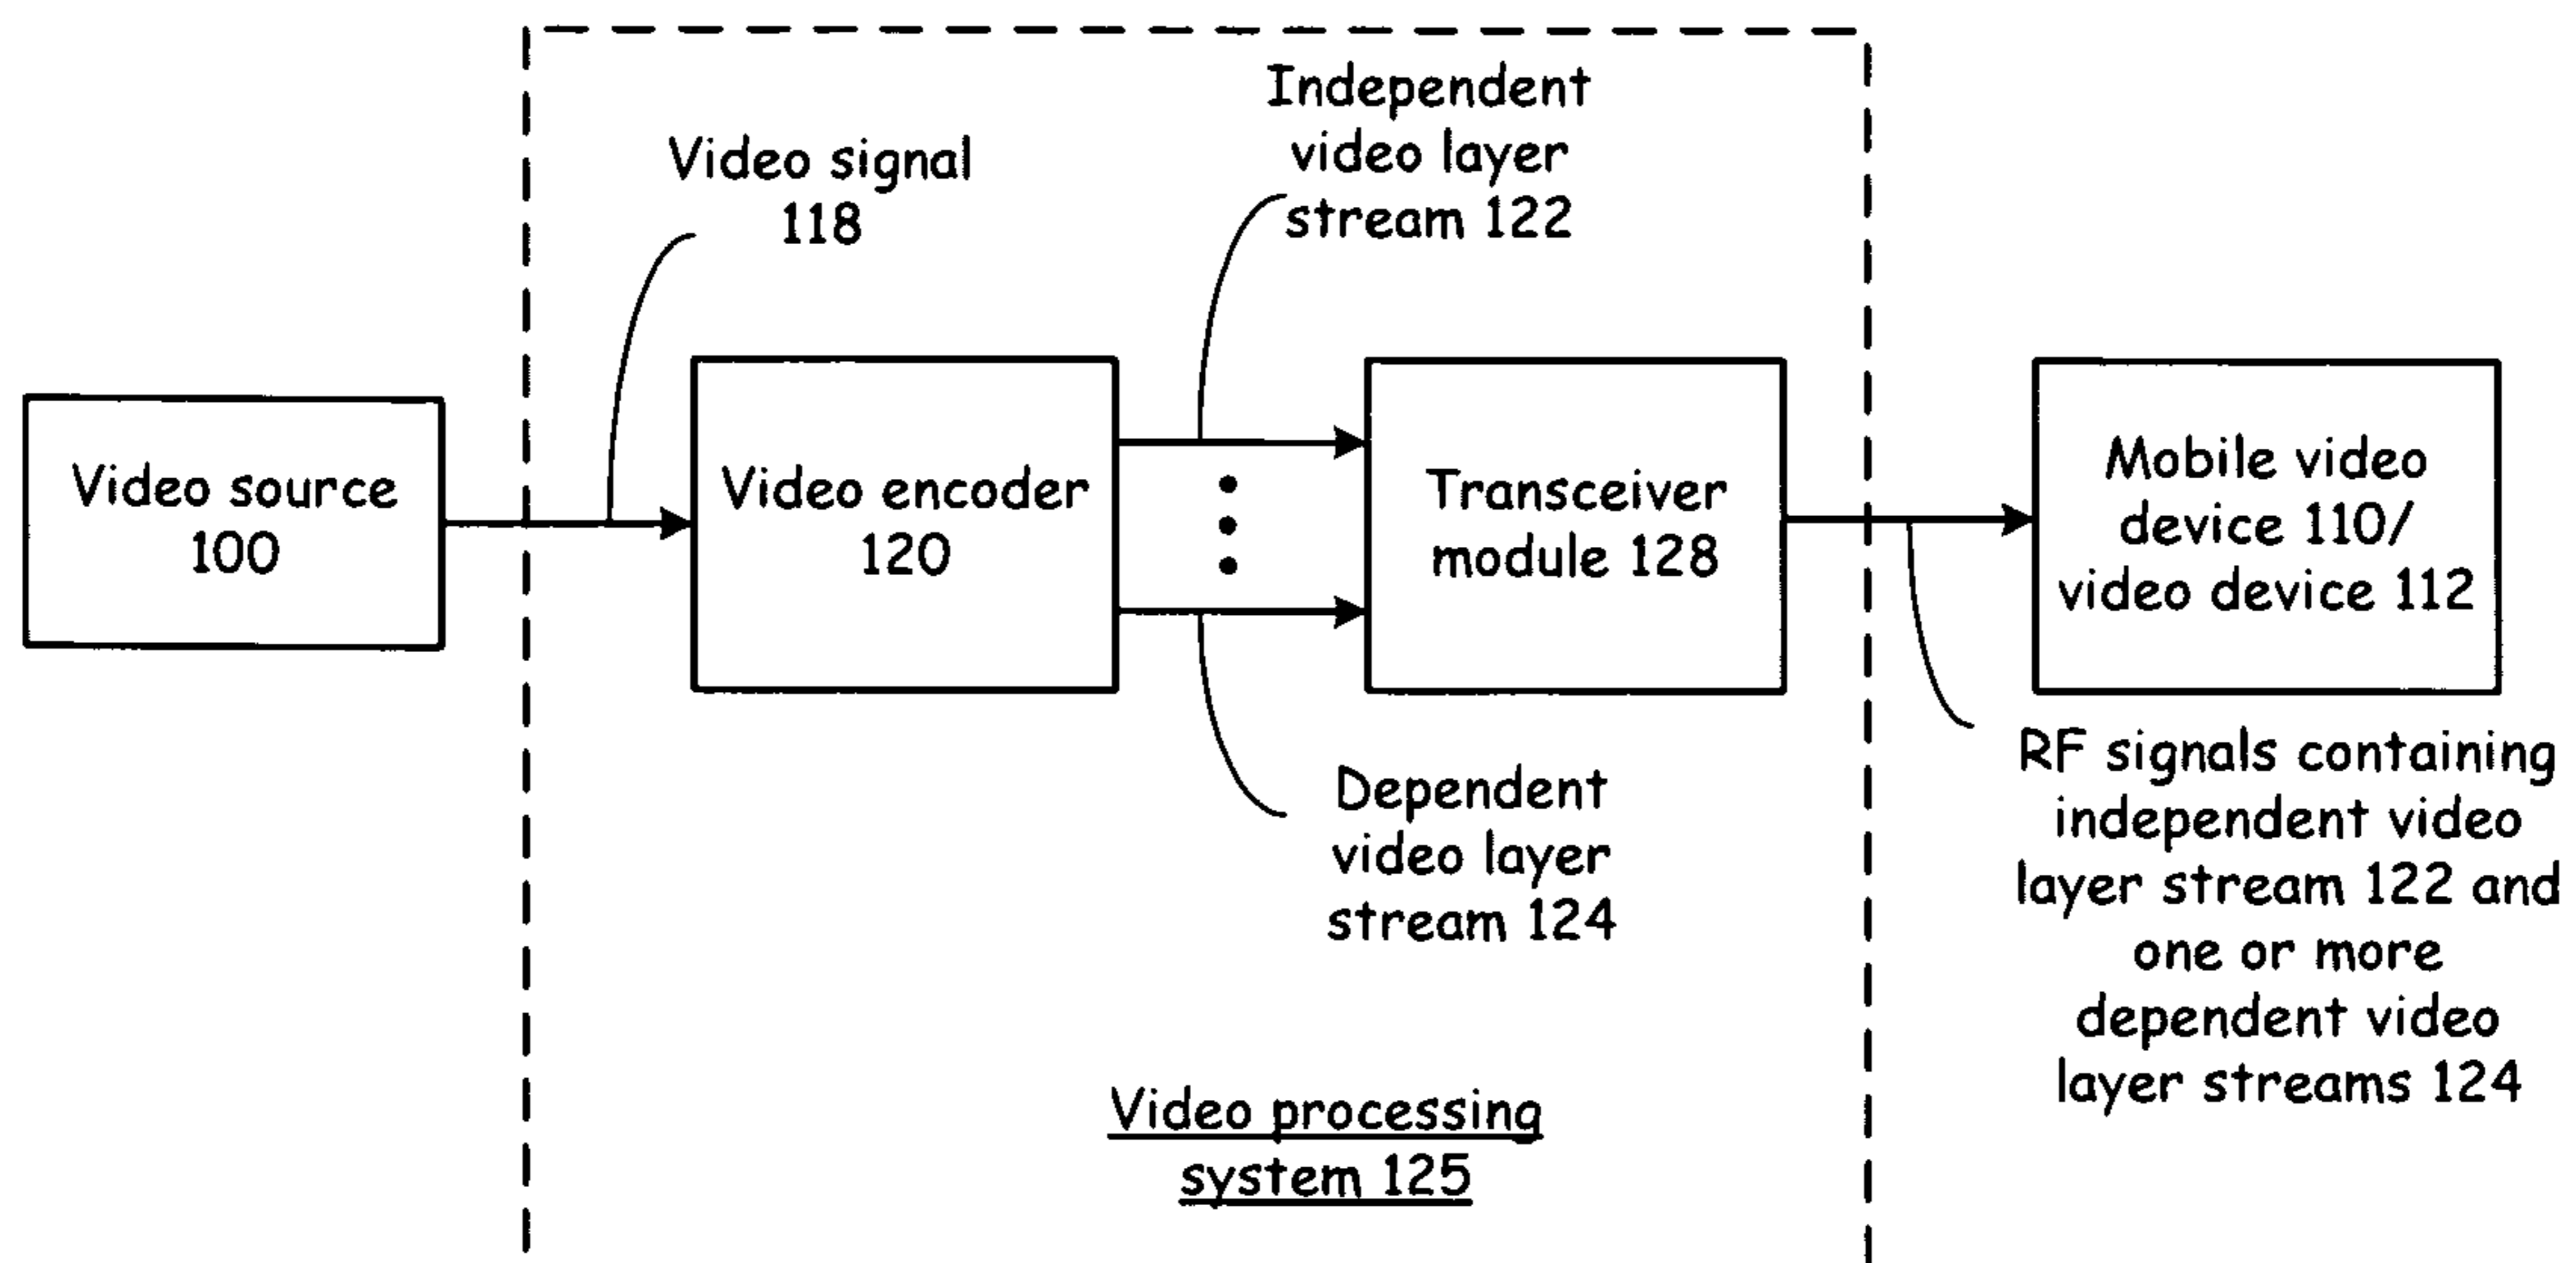 Independent
video layer
stream 122
Video signal
118
Video source
100
Video encoder
120
Transceiver
module 128
Mobile video
device 110/
video device 112
Dependent
video layer
stream 124
RF signals containing
independent video
layer stream 122 and
one or more
dependent video
layer streams 124
Video processing
system 125